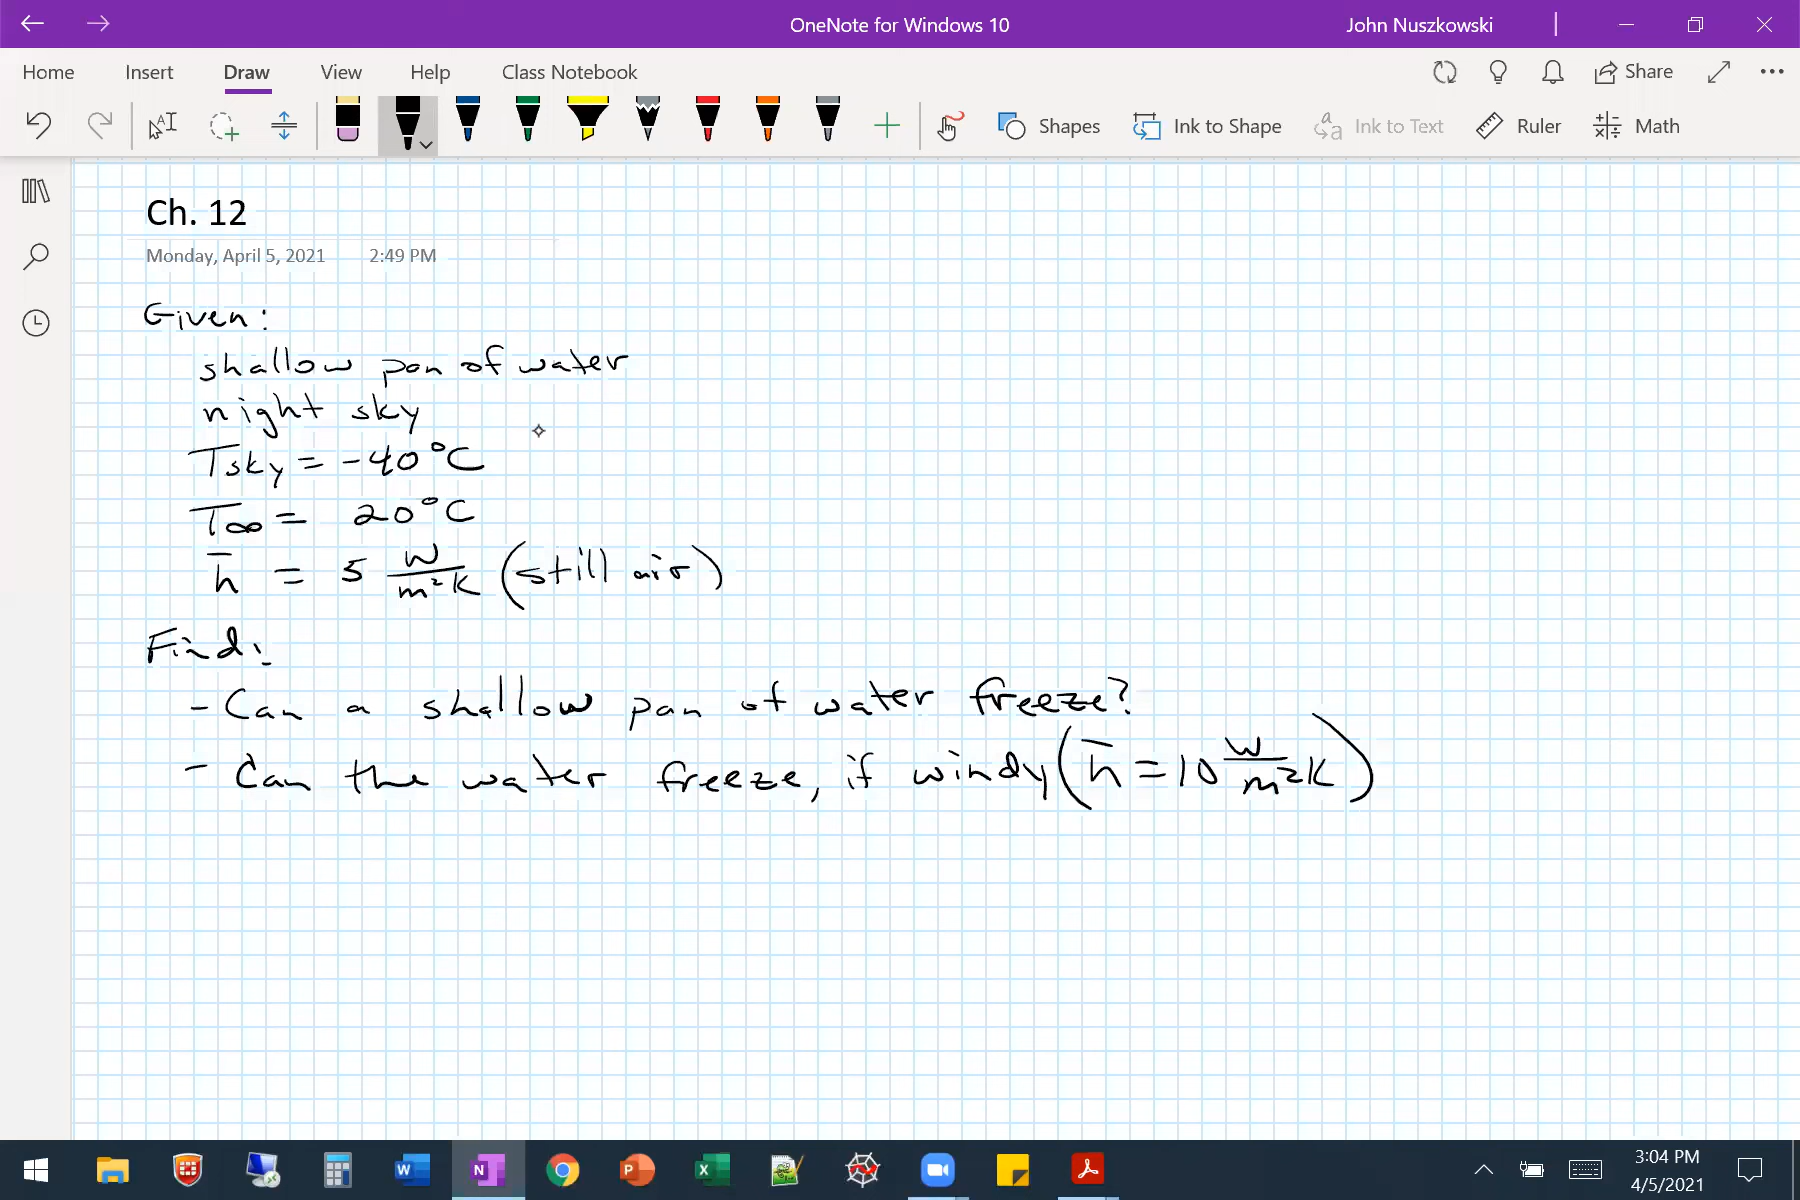 OneNote for Windows 10
John Nuszkowski
Home Insert Draw View Help Class Notebook
Share
Shapes Ink to Shape Ink to Text Ruler Math
Ch. 12
Monday, April 5, 2021 2:49 PM
Given:
shallow pan of water
night sky
Tsky = -40°C
T∞ = 20°C
h̅ = 5 W/m²K (still air)
Find:
- Can a shallow pan of water freeze?
- Can the water freeze, if windy (h̅ = 10 W/m²K)
3:04 PM
4/5/2021